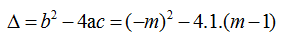 Δ = b² − 4ac = (−m)² − 4.1.(m − 1)